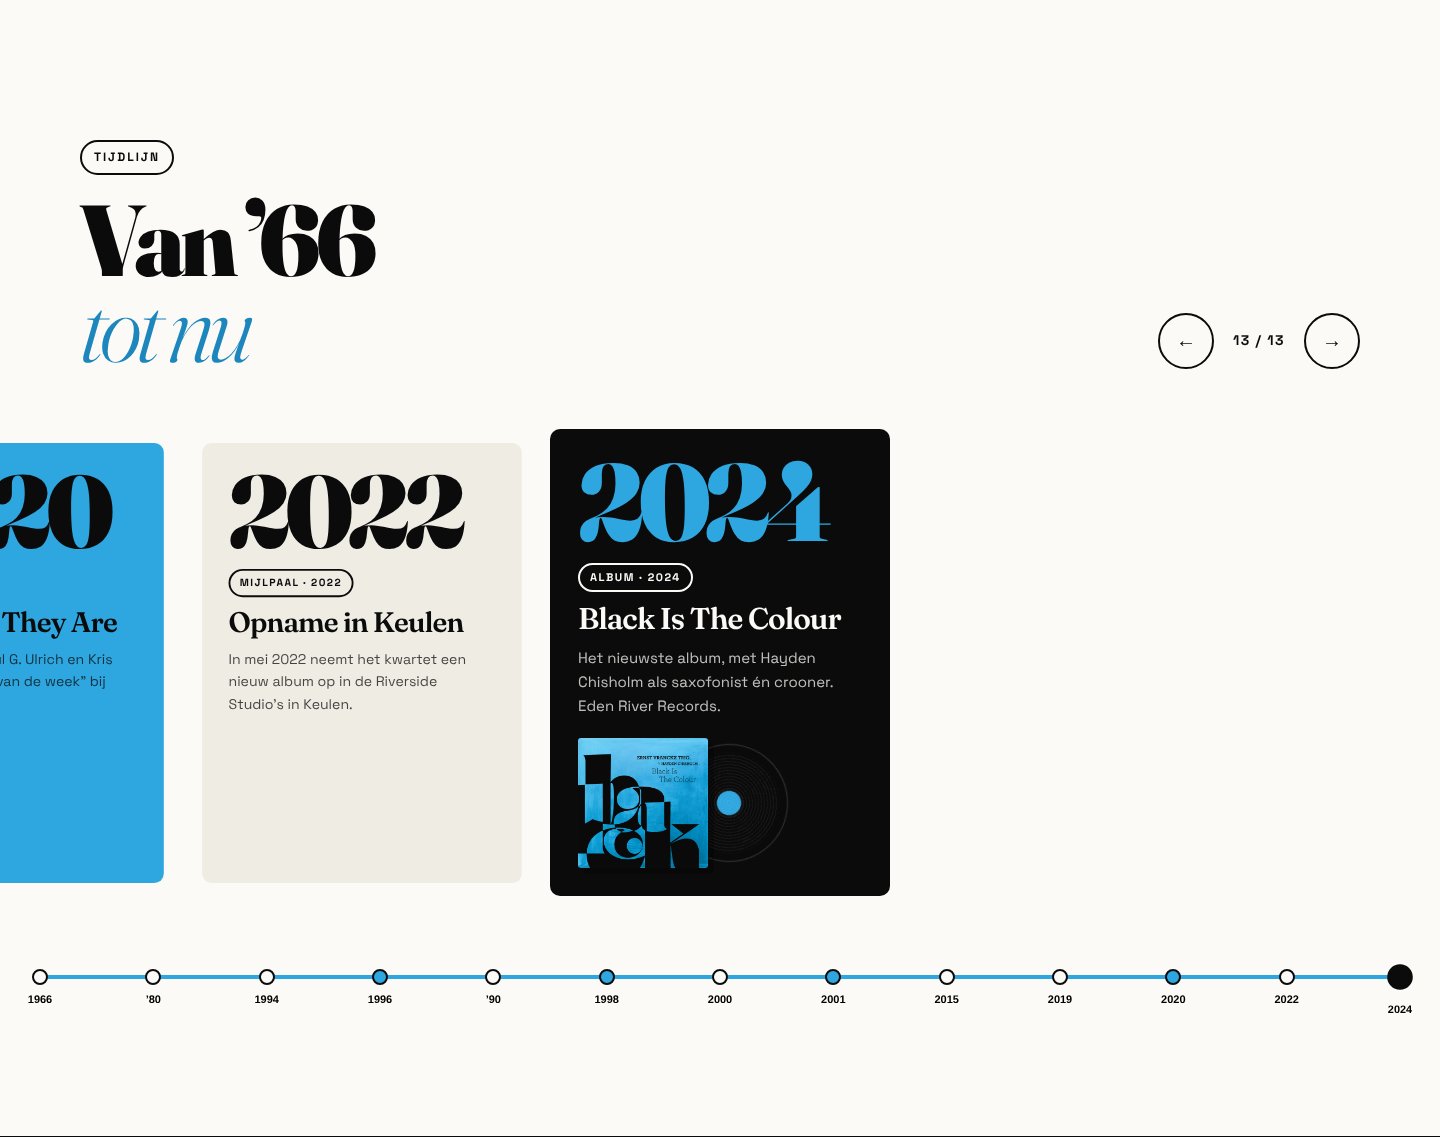 TIJDLIJN
Van ’66
tot nu
← 13 / 13 →
20
They Are
l G. Ulrich en Kris
van de week” bij
2022
MIJLPAAL · 2022
Opname in Keulen
In mei 2022 neemt het kwartet een
nieuw album op in de Riverside
Studio’s in Keulen.
2024
ALBUM · 2024
Black Is The Colour
Het nieuwste album, met Hayden
Chisholm als saxofonist én crooner.
Eden River Records.
Black Is
The Colour
1966 ’80 1994 1996 ’90 1998 2000 2001 2015 2019 2020 2022 2024